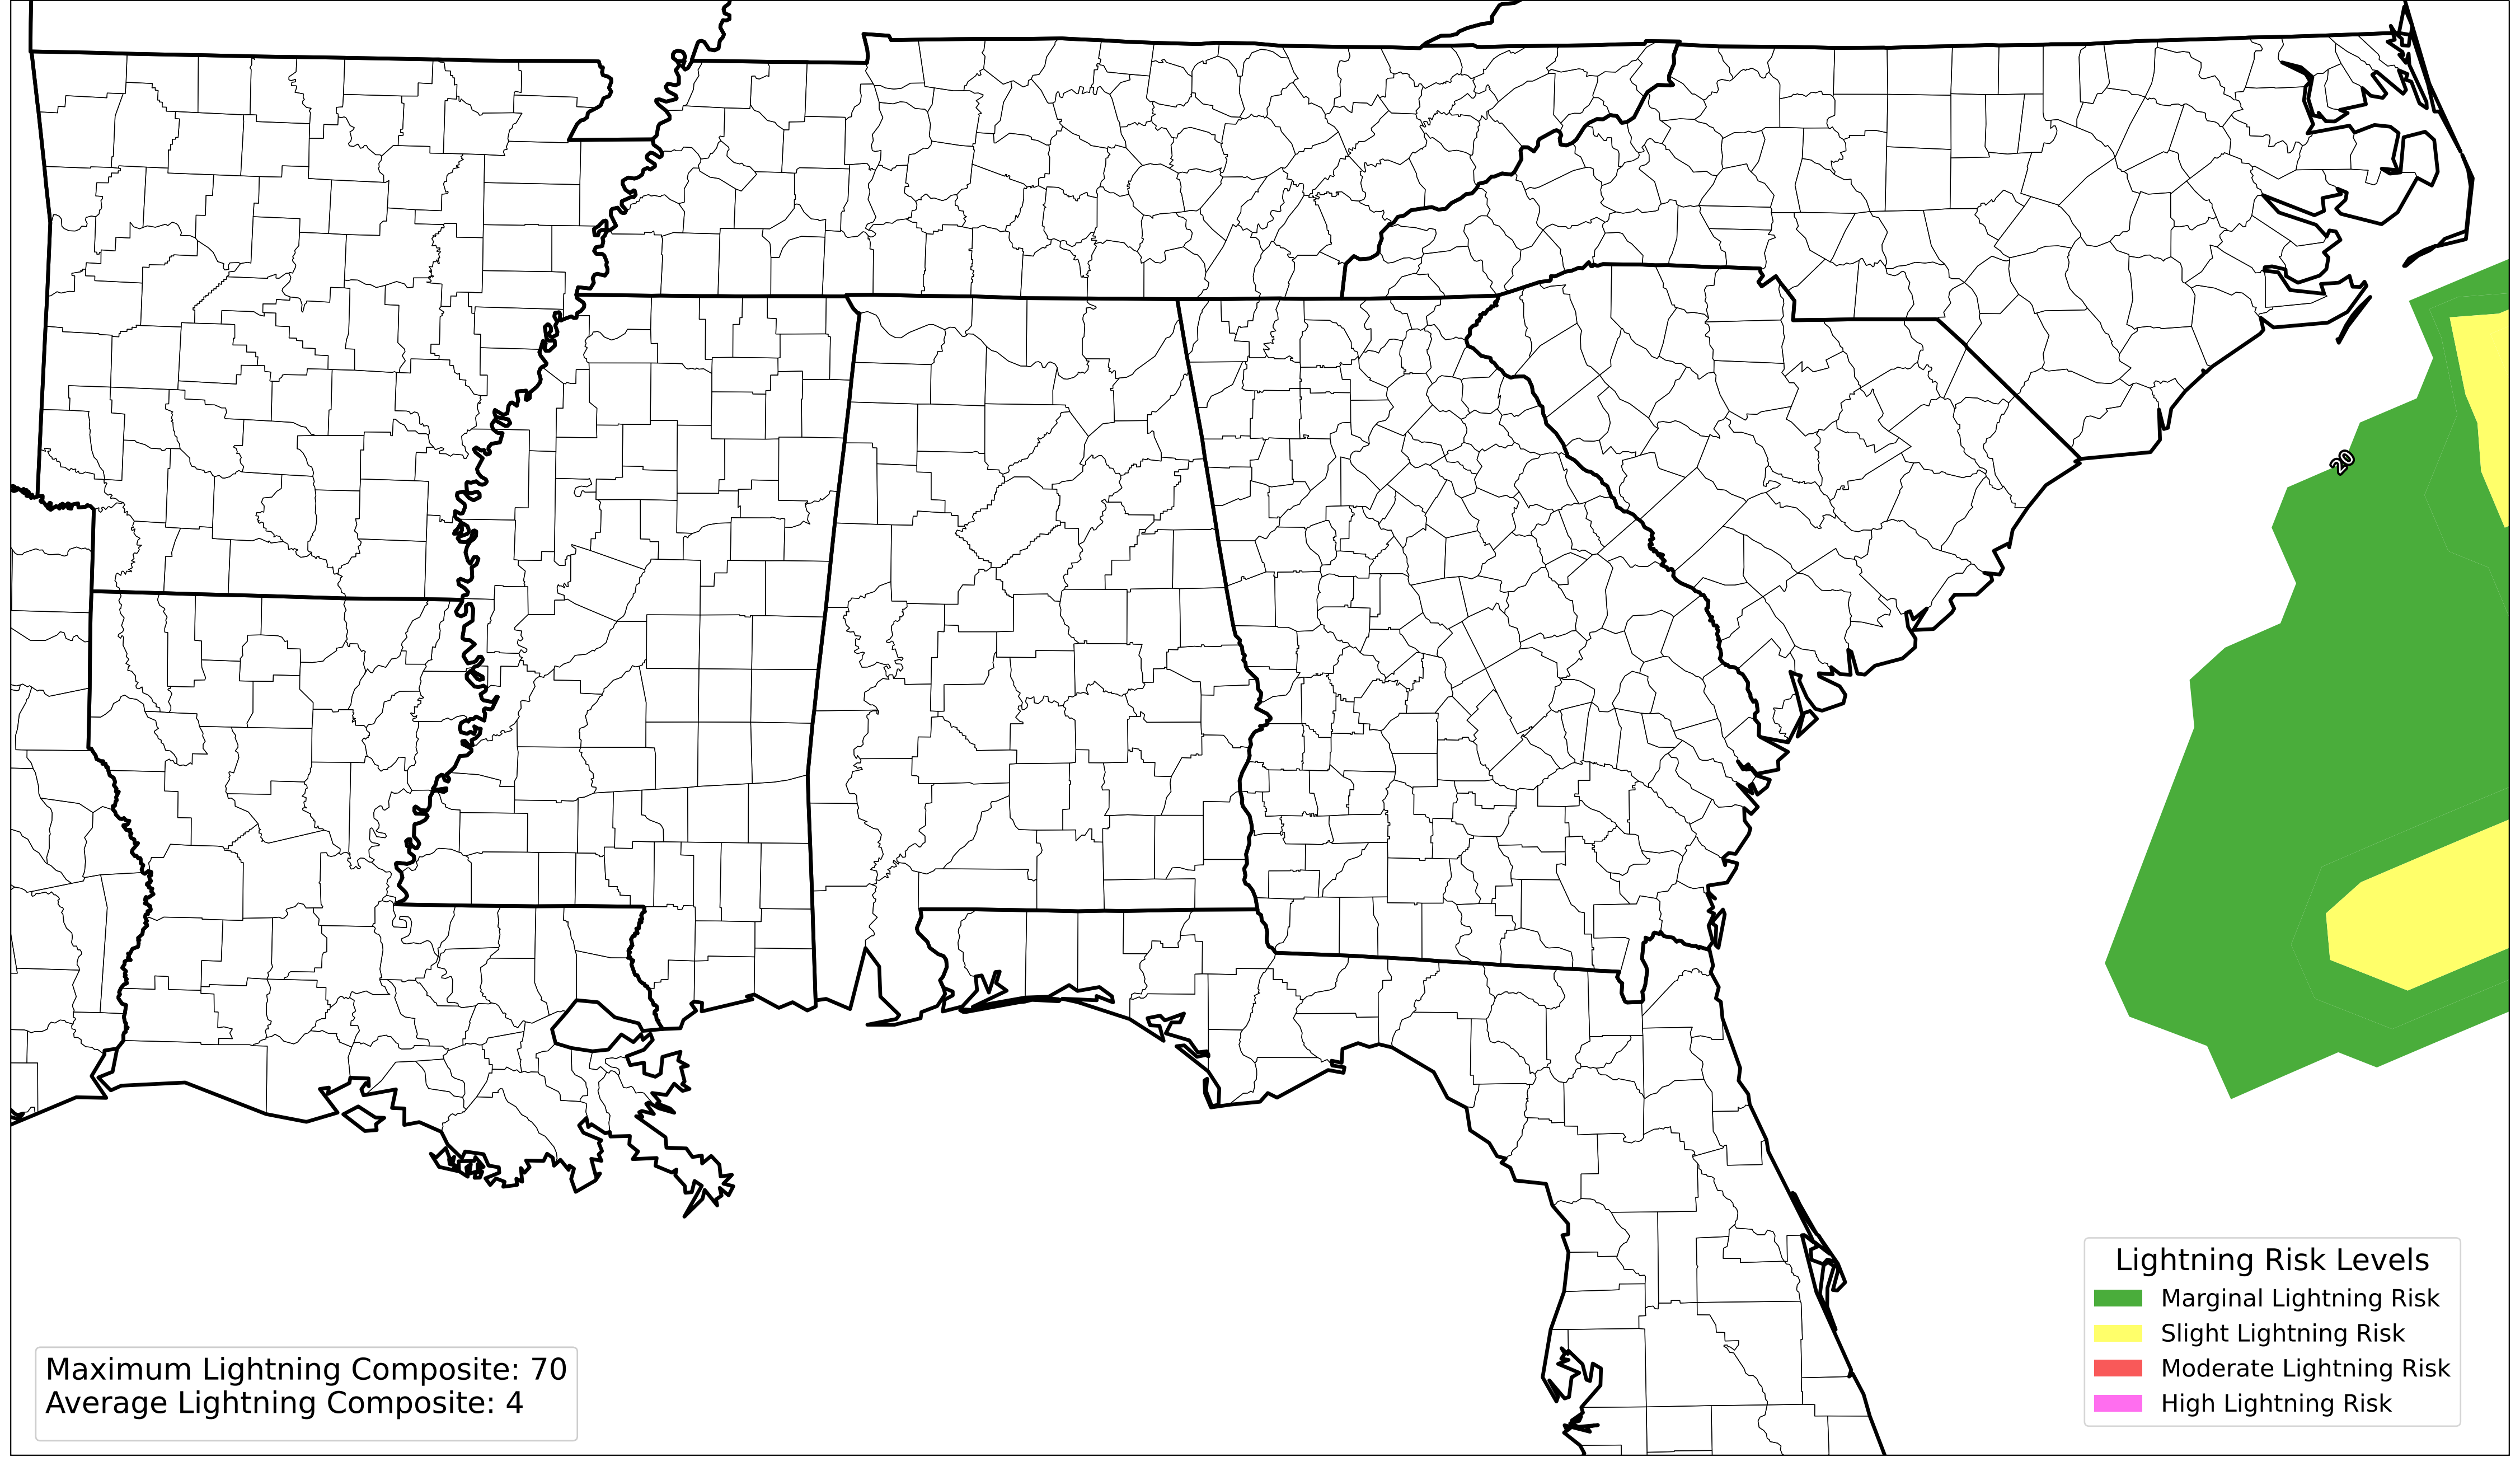 20
Lightning Risk Levels
Marginal Lightning Risk
Slight Lightning Risk
Moderate Lightning Risk
High Lightning Risk
Maximum Lightning Composite: 70
Average Lightning Composite: 4